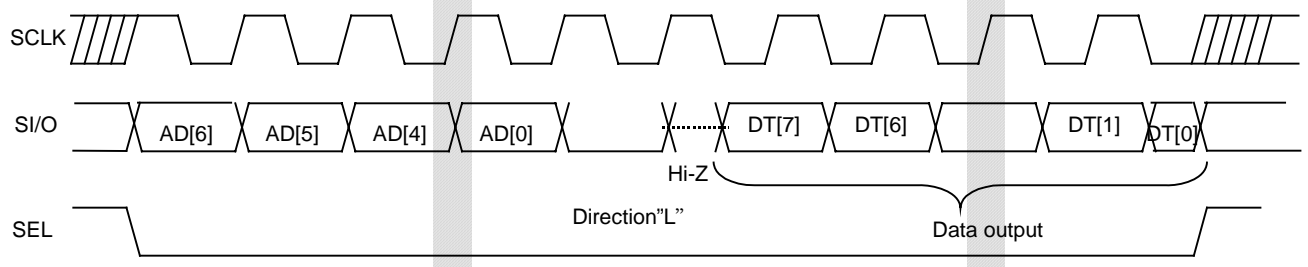 SCLK
SI/O AD[6] AD[5] AD[4] AD[0] DT[7] DT[6] DT[1] DT[0]
Hi-Z
SEL Direction"L" Data output